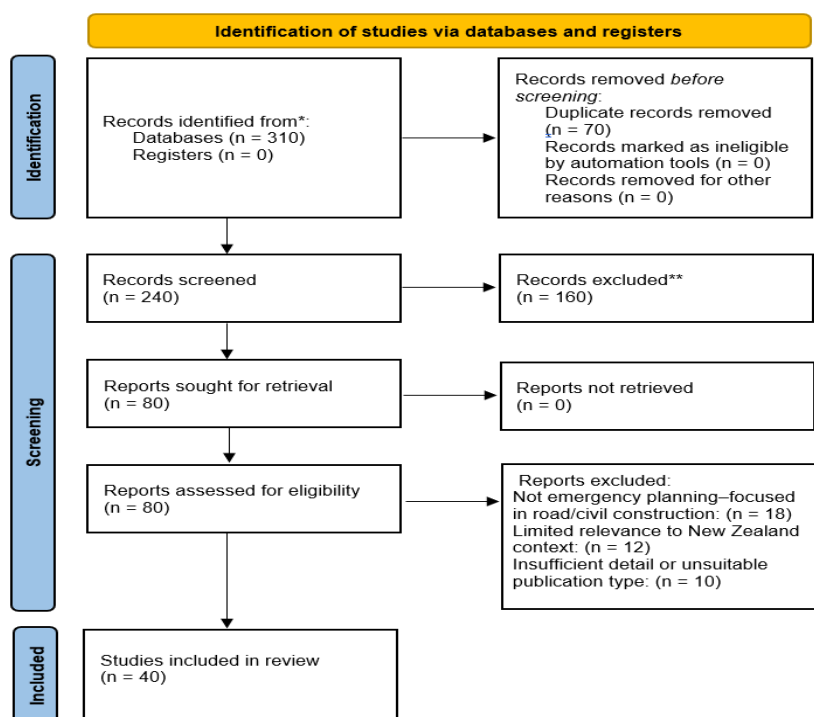 Identification of studies via databases and registers
Identification
Records identified from*:
Databases (n = 310)
Registers (n = 0)
Records removed before
screening:
Duplicate records removed
(n = 70)
Records marked as ineligible
by automation tools (n = 0)
Records removed for other
reasons (n = 0)
Screening
Records screened
(n = 240)
Records excluded**
(n = 160)
Reports sought for retrieval
(n = 80)
Reports not retrieved
(n = 0)
Reports assessed for eligibility
(n = 80)
Reports excluded:
Not emergency planning–focused
in road/civil construction: (n = 18)
Limited relevance to New Zealand
context: (n = 12)
Insufficient detail or unsuitable
publication type: (n = 10)
Included
Studies included in review
(n = 40)